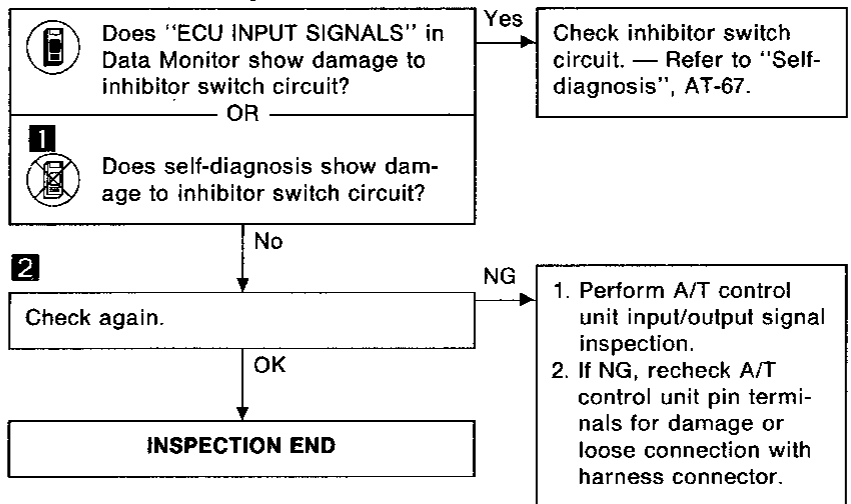 Does "ECU INPUT SIGNALS" in
Data Monitor show damage to
inhibitor switch circuit?
Yes
Check inhibitor switch
circuit. — Refer to "Self-
diagnosis", AT-67.
OR
1
Does self-diagnosis show dam-
age to inhibitor switch circuit?
No
2
Check again.
NG
1. Perform A/T control
unit input/output signal
inspection.
2. If NG, recheck A/T
control unit pin termi-
nals for damage or
loose connection with
harness connector.
OK
INSPECTION END